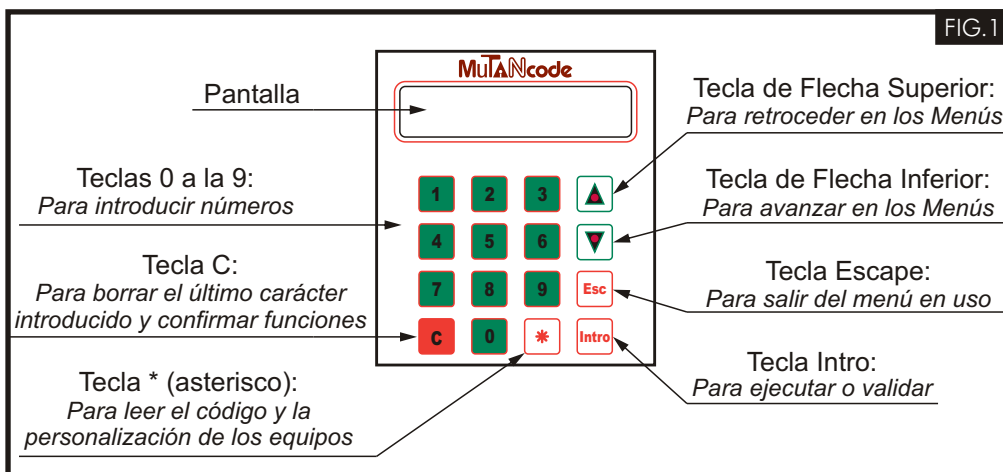 FIG.1
MuTANcode
Pantalla
Teclas 0 a la 9:
Para introducir números
Tecla C:
Para borrar el último carácter
introducido y confirmar funciones
Tecla * (asterisco):
Para leer el código y la
personalización de los equipos
1 2 3
4 5 6
7 8 9 Esc
C 0 * Intro
Tecla de Flecha Superior:
Para retroceder en los Menús
Tecla de Flecha Inferior:
Para avanzar en los Menús
Tecla Escape:
Para salir del menú en uso
Tecla Intro:
Para ejecutar o validar